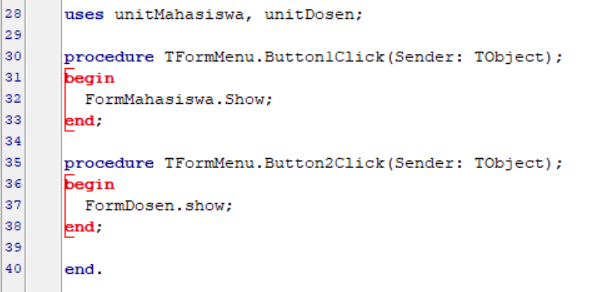 28 uses unitMahasiswa, unitDosen;
29
30 procedure TFormMenu.Button1Click(Sender: TObject);
31 begin
32 FormMahasiswa.Show;
33 end;
34
35 procedure TFormMenu.Button2Click(Sender: TObject);
36 begin
37 FormDosen.show;
38 end;
39
40 end.